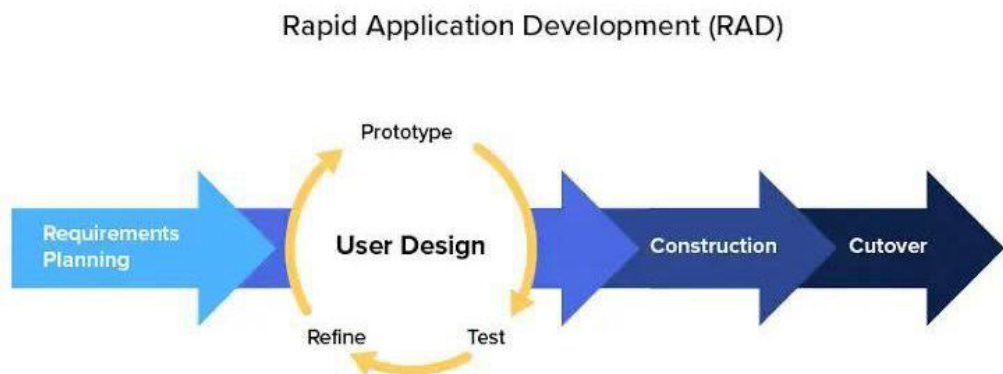 Rapid Application Development (RAD)
Prototype
Requirements
Planning
User Design
Construction
Cutover
Refine
Test